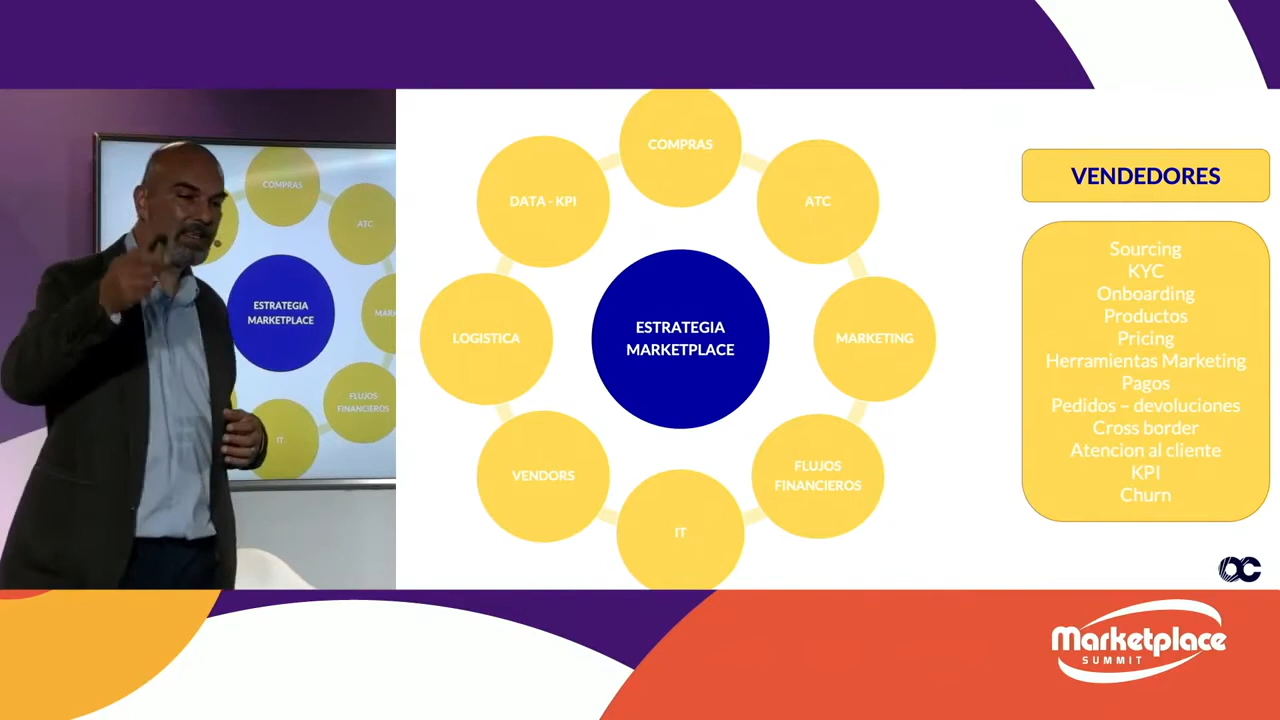 COMPRAS
ATC
ESTRATEGIA
MARKETPLACE
MARK
FLUJOS
FINANCIEROS
IT
COMPRAS
DATA - KPI
ATC
LOGISTICA
ESTRATEGIA
MARKETPLACE
MARKETING
VENDORS
FLUJOS
FINANCIEROS
IT
VENDEDORES
Sourcing
KYC
Onboarding
Productos
Pricing
Herramientas Marketing
Pagos
Pedidos – devoluciones
Cross border
Atencion al cliente
KPI
Churn
OC
Marketplace
SUMMIT